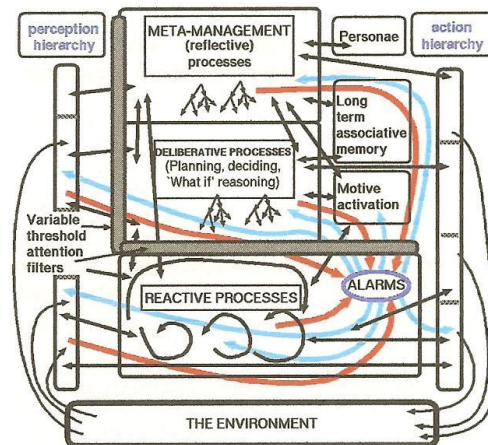 perception
hierarchy
META-MANAGEMENT
(reflective)
processes
Personae
action
hierarchy
Long
term
associative
memory
DELIBERATIVE PROCESSES
(Planning, deciding,
'What if' reasoning)
Motive
activation
Variable
threshold
attention
filters
REACTIVE PROCESSES
ALARMS
THE ENVIRONMENT